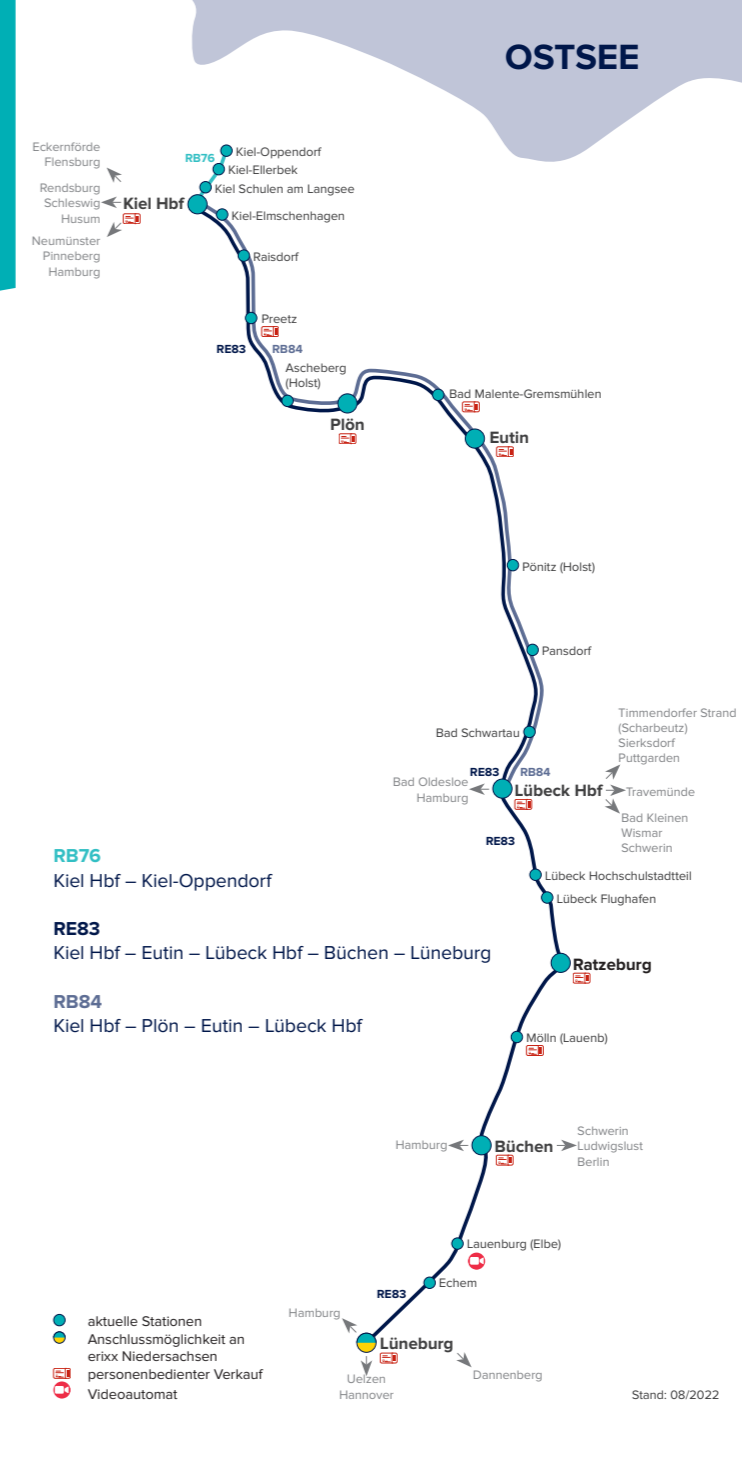 OSTSEE
Eckernförde
Flensburg
RB76
Kiel-Oppendorf
Kiel-Ellerbek
Kiel Schulen am Langsee
Rendsburg
Schleswig
Husum
Kiel Hbf
Kiel-Elmschenhagen
Neumünster
Pinneberg
Hamburg
Raisdorf
Preetz
RE83
RB84
Ascheberg
(Holst)
Plön
Bad Malente-Gremsmühlen
Eutin
Pönitz (Holst)
Pansdorf
Bad Schwartau
Timmendorfer Strand
(Scharbeutz)
Sierksdorf
Puttgarden
RE83
RB84
Bad Oldesloe
Hamburg
Lübeck Hbf
Travemünde
Bad Kleinen
Wismar
Schwerin
RE83
Lübeck Hochschulstadtteil
Lübeck Flughafen
RB76
Kiel Hbf – Kiel-Oppendorf
RE83
Kiel Hbf – Eutin – Lübeck Hbf – Büchen – Lüneburg
RB84
Kiel Hbf – Plön – Eutin – Lübeck Hbf
Ratzeburg
Mölln (Lauenb)
Hamburg
Büchen
Schwerin
Ludwigslust
Berlin
Lauenburg (Elbe)
Echem
RE83
Hamburg
Lüneburg
Uelzen
Hannover
Dannenberg
aktuelle Stationen
Anschlussmöglichkeit an
erixx Niedersachsen
personenbedienter Verkauf
Videoautomat
Stand: 08/2022